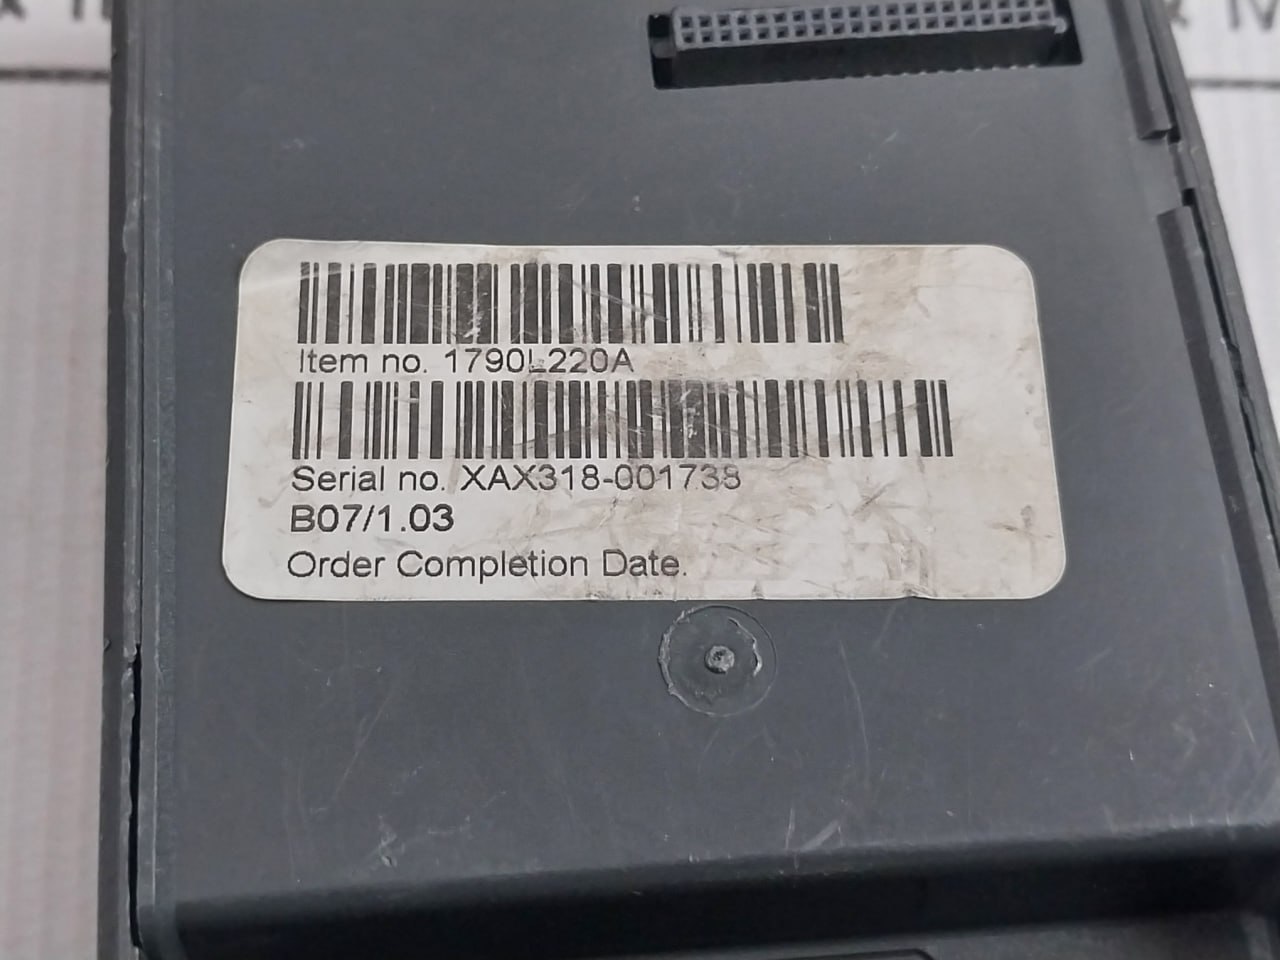 Item no. 1790L220A
Serial no. XAX318-001738
B07/1.03
Order Completion Date.